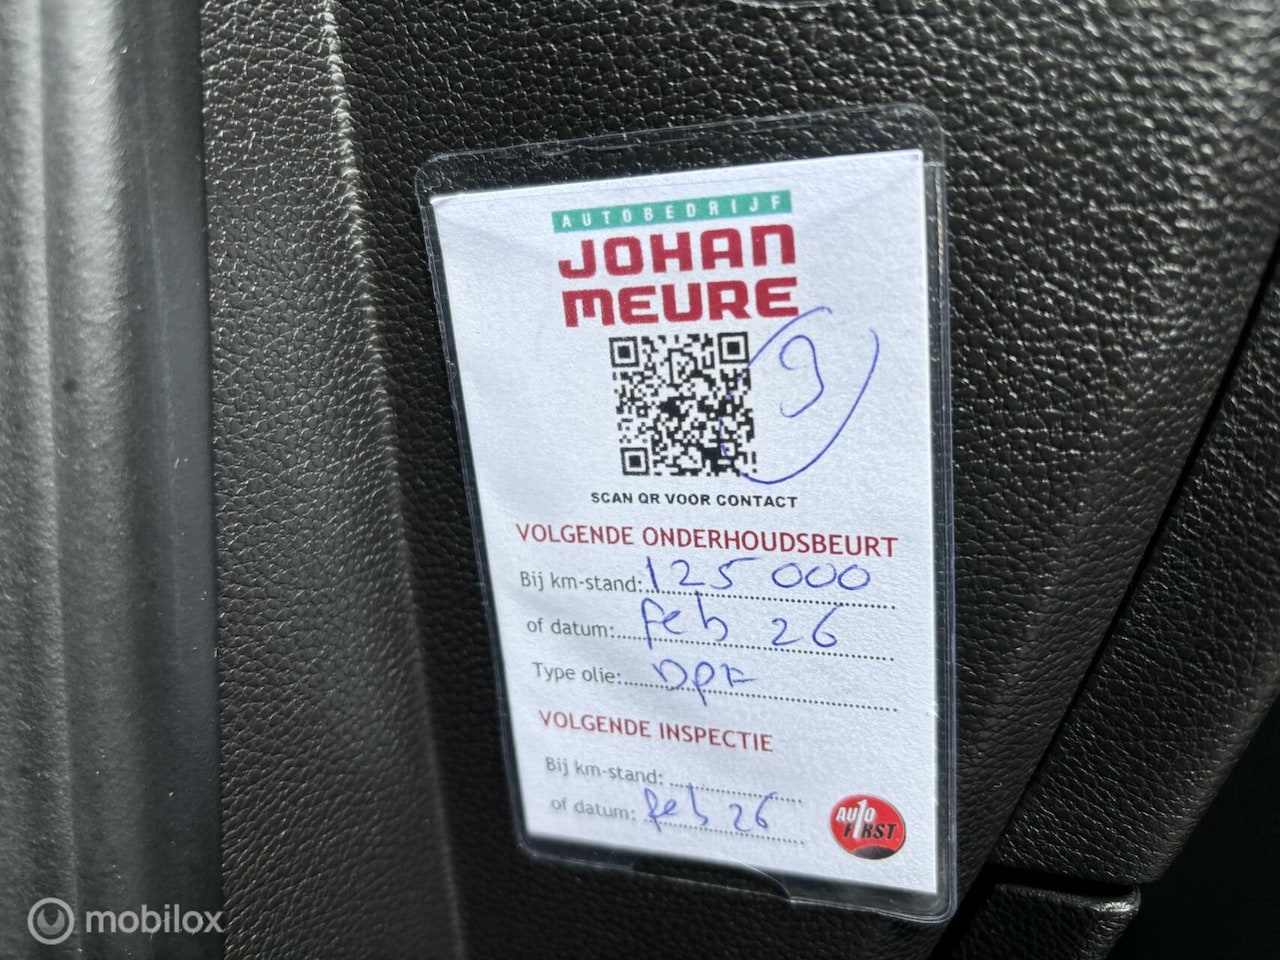 AUTOBEDRIJF
JOHAN
MEURE
9
SCAN QR VOOR CONTACT
VOLGENDE ONDERHOUDSBEURT
Bij km-stand: 125 000
of datum: feb 26
Type olie: DPF
VOLGENDE INSPECTIE
Bij km-stand:
of datum: feb 26
AUTO
FIRST
mobilox